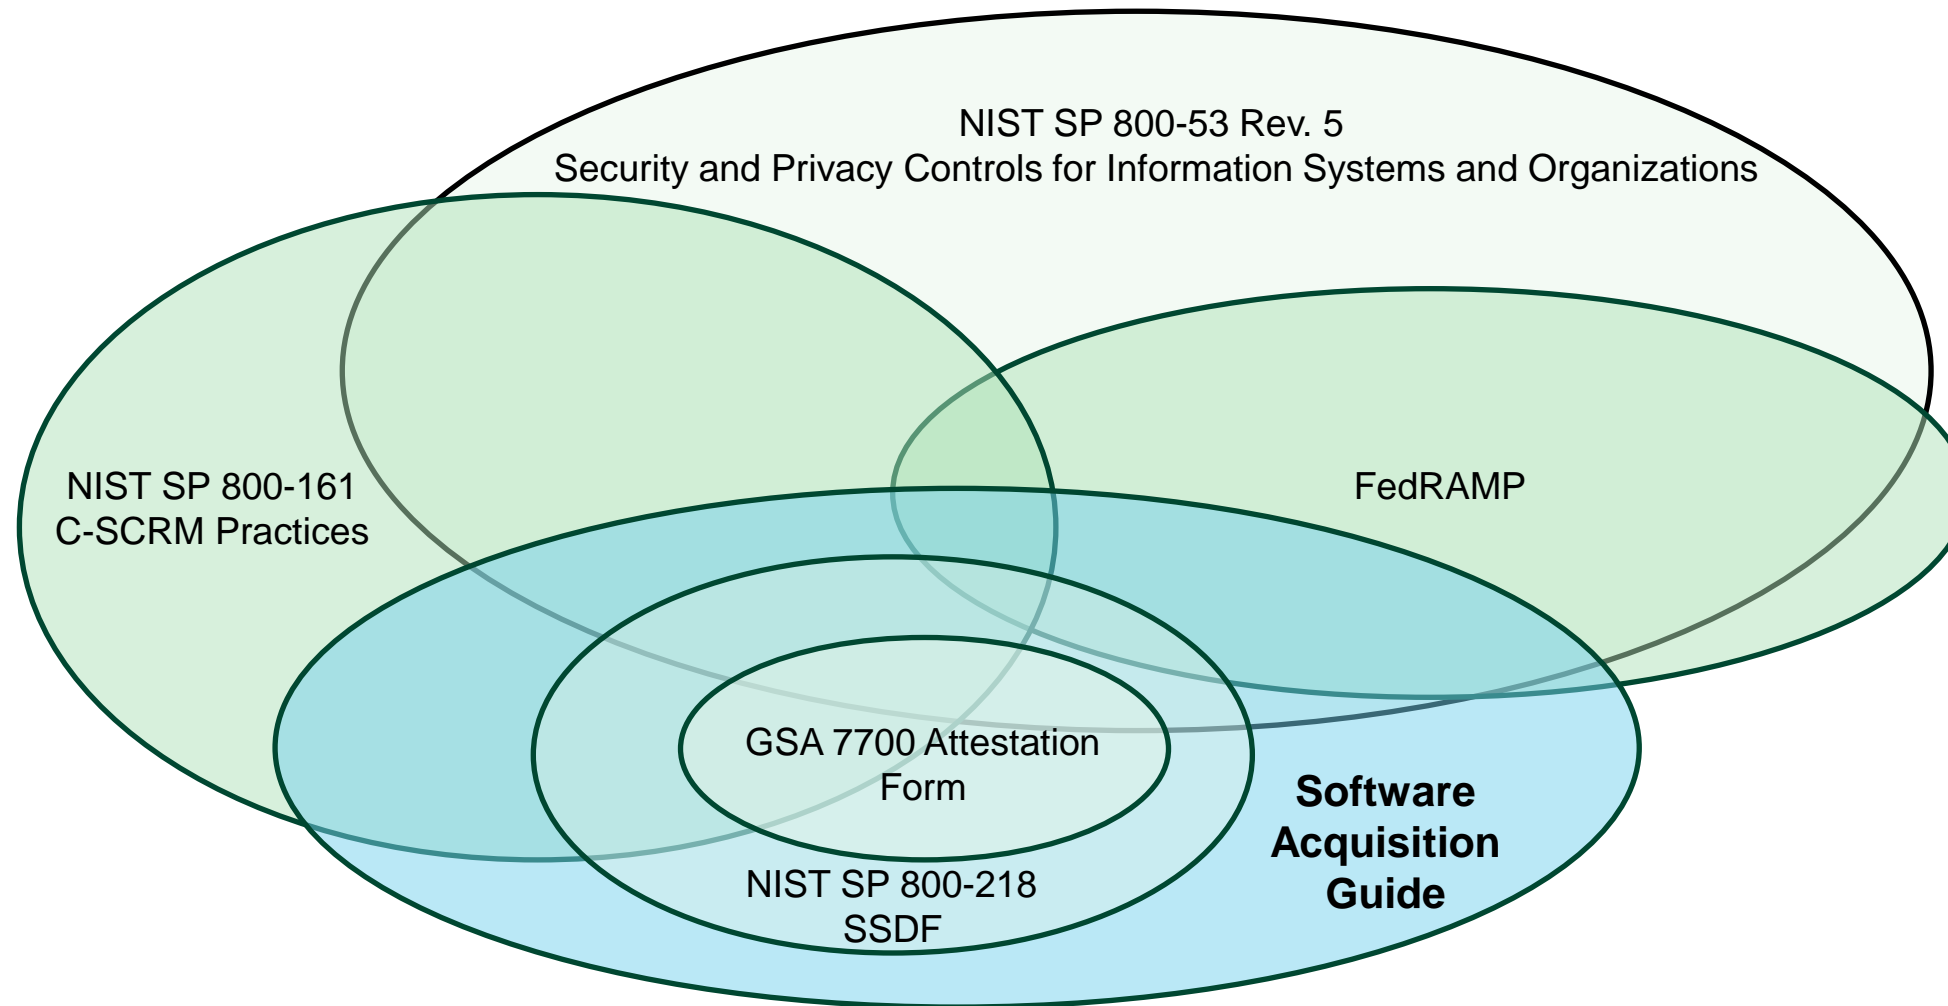 NIST SP 800-53 Rev. 5
Security and Privacy Controls for Information Systems and Organizations
NIST SP 800-161
C-SCRM Practices
FedRAMP
GSA 7700 Attestation
Form
Software
Acquisition
Guide
NIST SP 800-218
SSDF